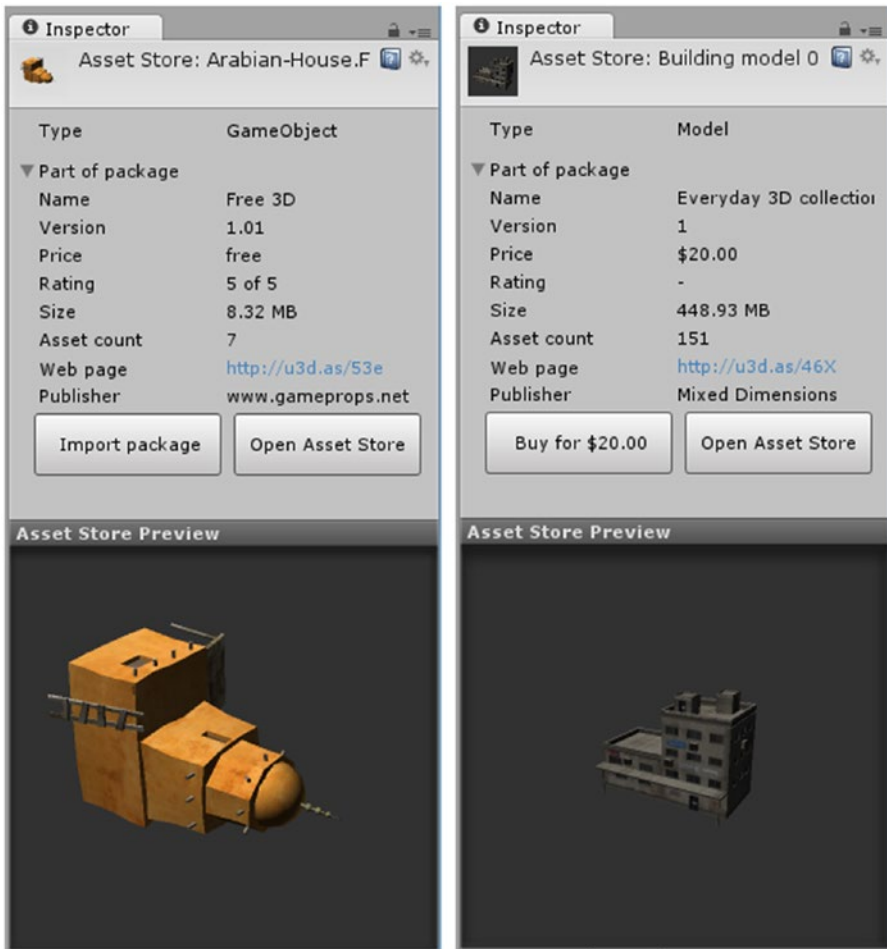 Inspector
Asset Store: Arabian-House.F
Type GameObject
Part of package
Name Free 3D
Version 1.01
Price free
Rating 5 of 5
Size 8.32 MB
Asset count 7
Web page http://u3d.as/53e
Publisher www.gameprops.net
Import package Open Asset Store
Asset Store Preview
Inspector
Asset Store: Building model 0
Type Model
Part of package
Name Everyday 3D collection
Version 1
Price $20.00
Rating -
Size 448.93 MB
Asset count 151
Web page http://u3d.as/46X
Publisher Mixed Dimensions
Buy for $20.00 Open Asset Store
Asset Store Preview